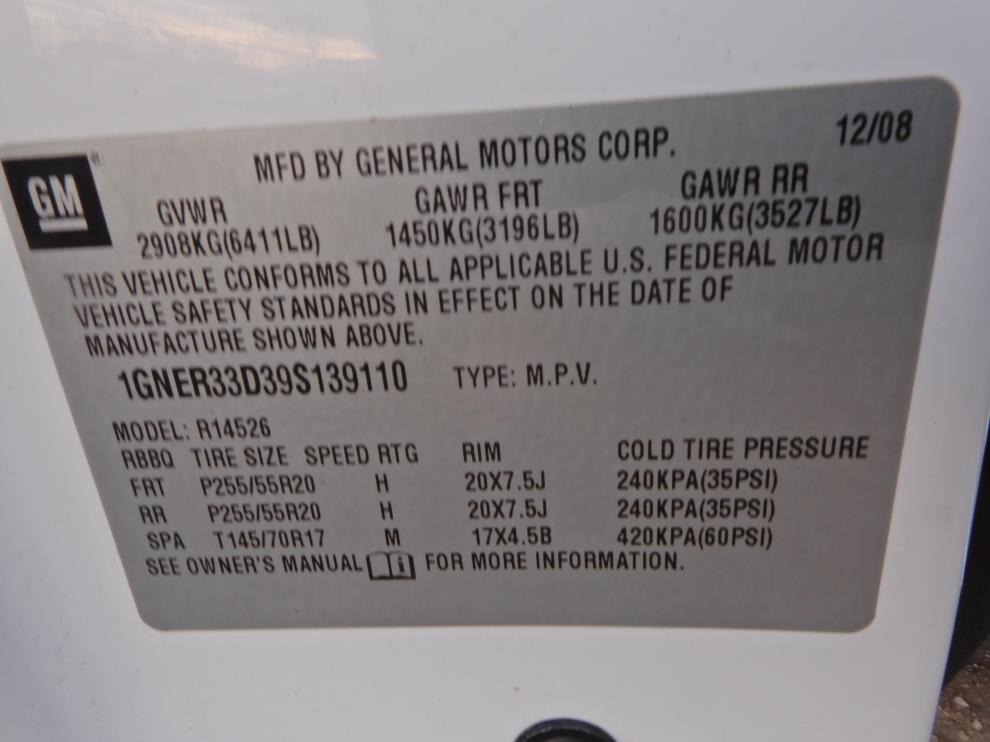 GM
MFD BY GENERAL MOTORS CORP. 12/08
GVWR GAWR FRT GAWR RR
2908KG(6411LB) 1450KG(3196LB) 1600KG(3527LB)
THIS VEHICLE CONFORMS TO ALL APPLICABLE U.S. FEDERAL MOTOR
VEHICLE SAFETY STANDARDS IN EFFECT ON THE DATE OF
MANUFACTURE SHOWN ABOVE.
1GNER33D39S139110 TYPE: M.P.V.
MODEL: R14526
RBBQ TIRE SIZE SPEED RTG RIM COLD TIRE PRESSURE
FRT P255/55R20 H 20X7.5J 240KPA(35PSI)
RR P255/55R20 H 20X7.5J 240KPA(35PSI)
SPA T145/70R17 M 17X4.5B 420KPA(60PSI)
SEE OWNER'S MANUAL i FOR MORE INFORMATION.